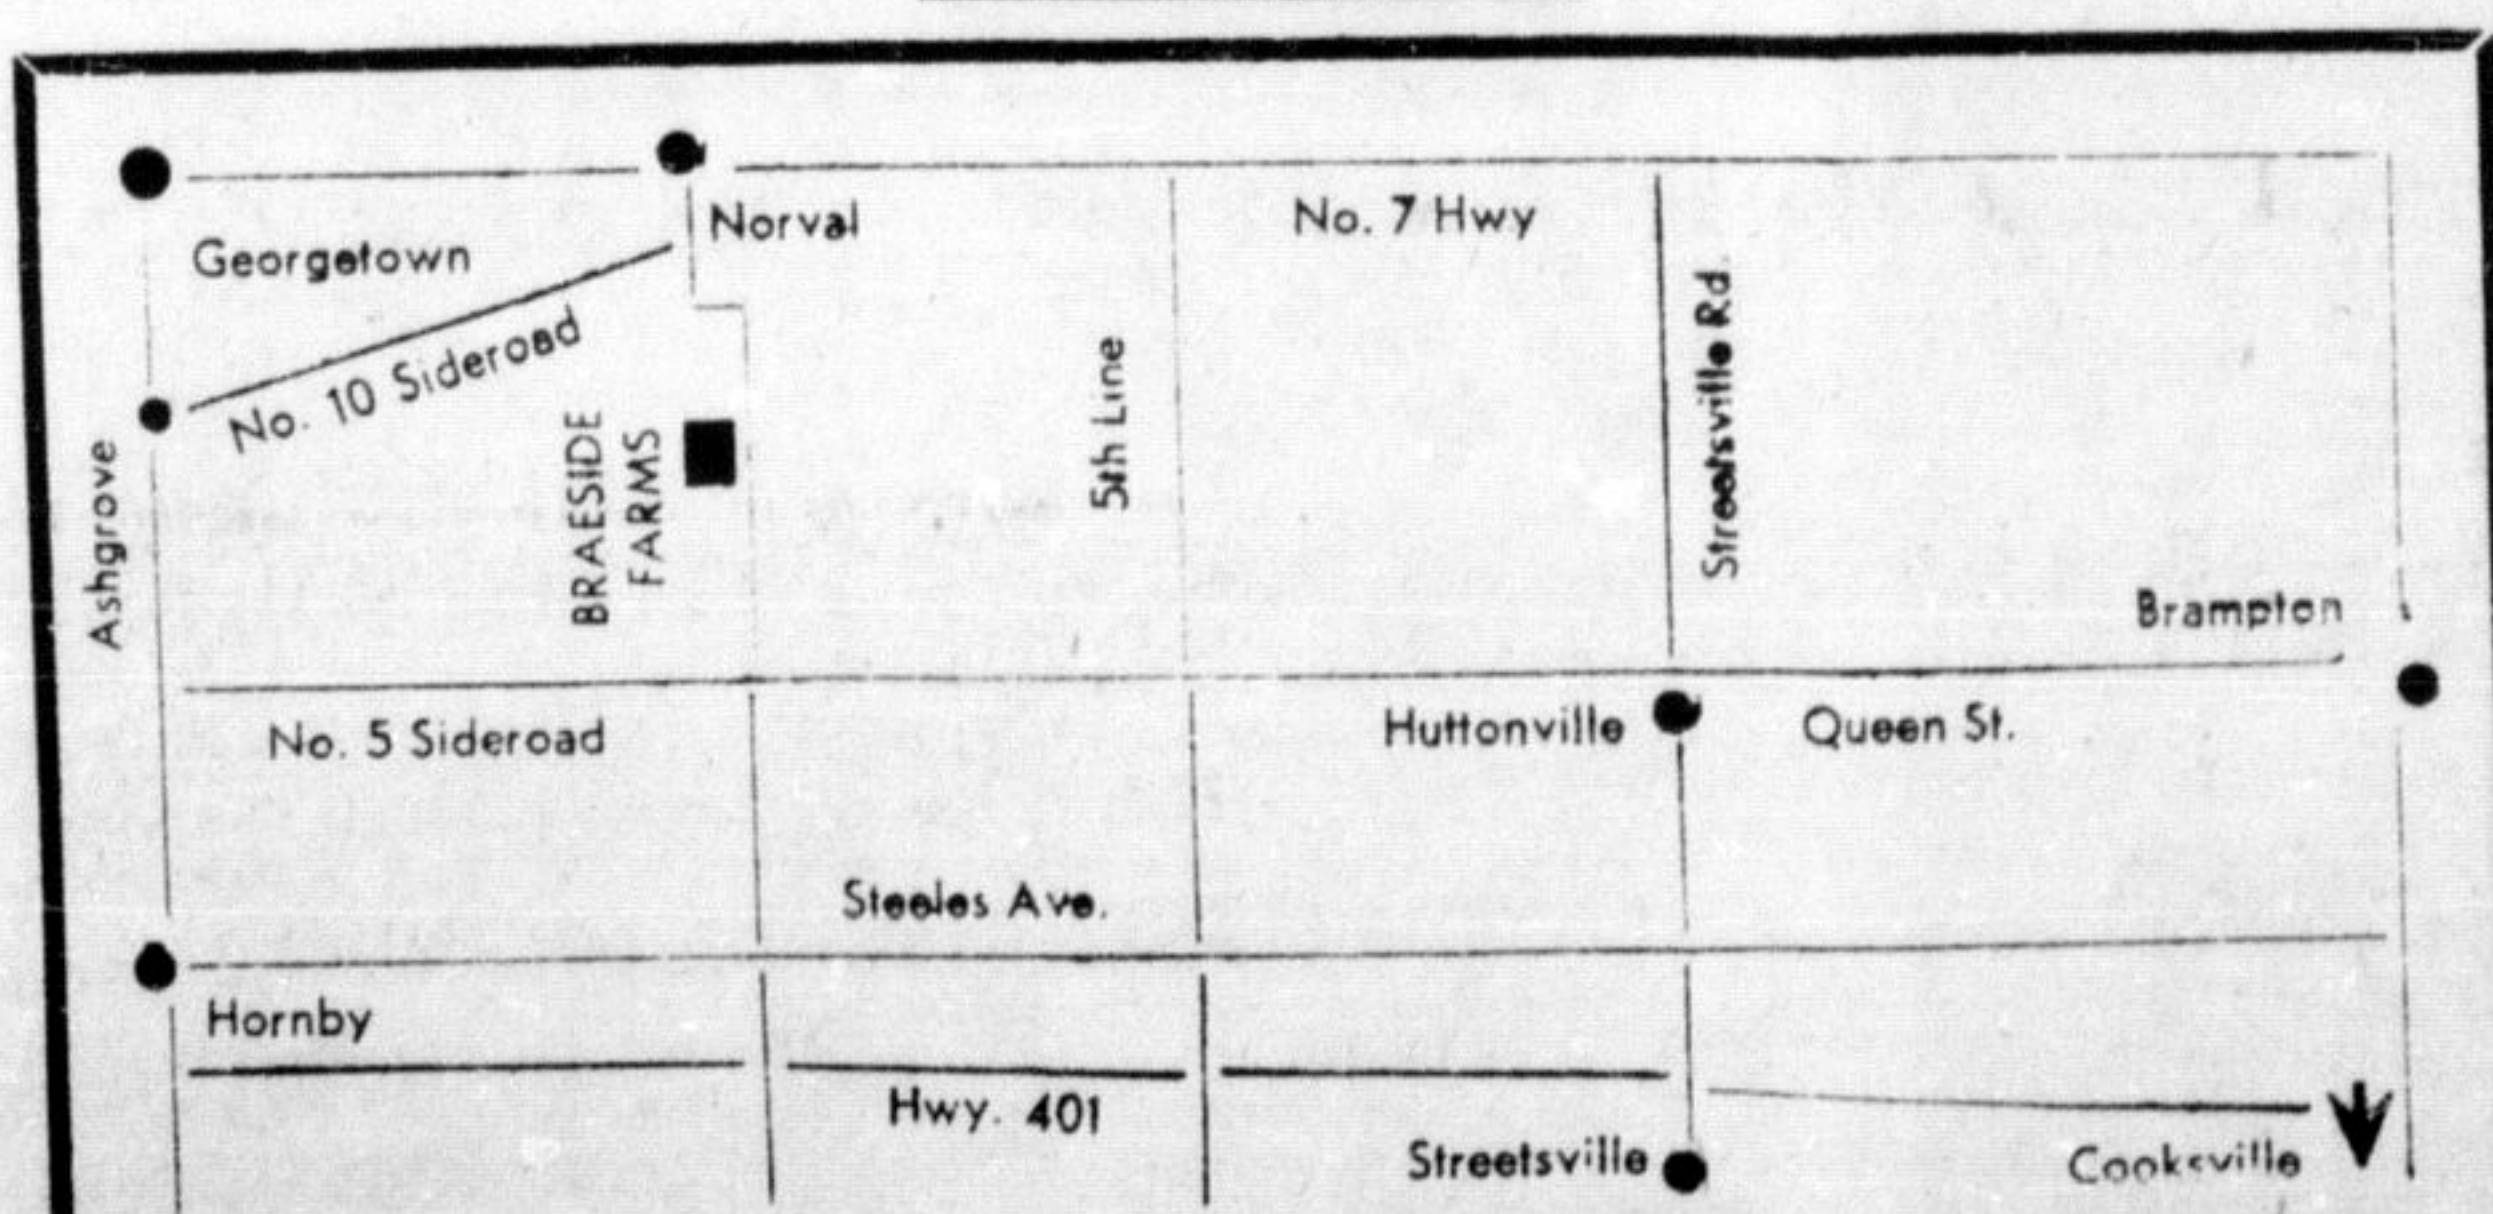 Norval
No. 7 Hwy
Georgetown
No. 10 Sideroad
Streetsville Rd.
5th Line
BRAESIDE
FARMS
Ashgrove
Brampton
No. 5 Sideroad
Huttonville
Queen St.
Steeles Ave.
Hornby
Hwy. 401
Streetsville
Cooksville